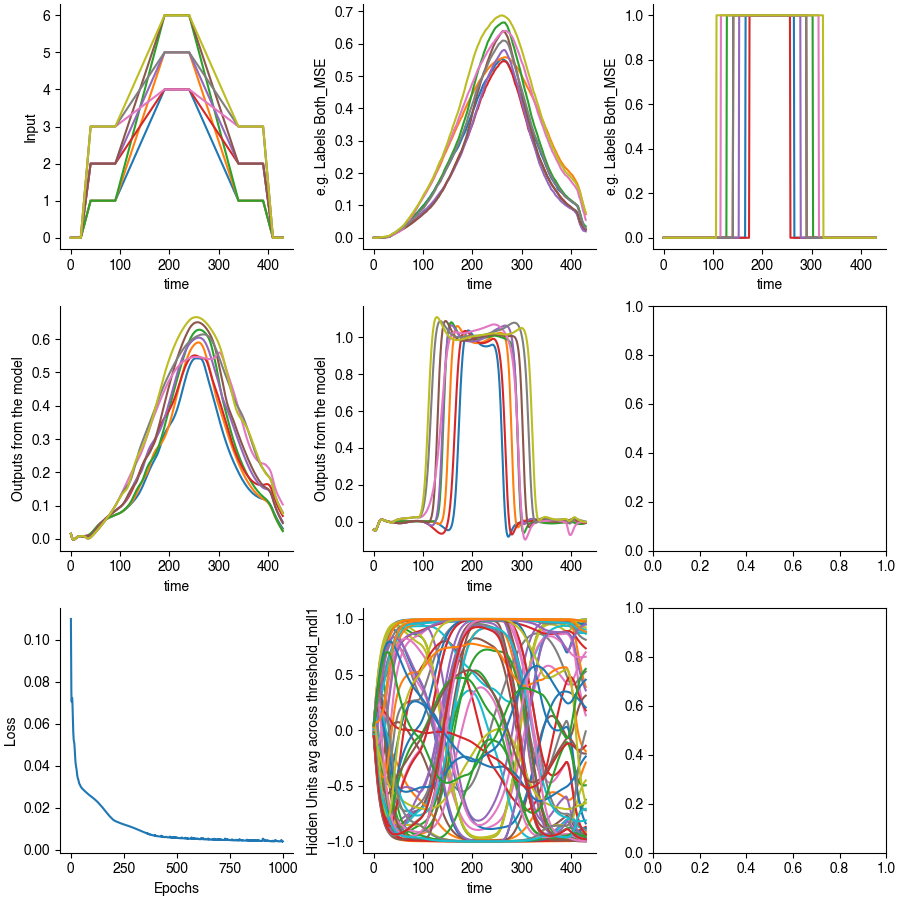 6
5
4
3
2
1
0
Input
0 100 200 300 400
time
0.7
0.6
0.5
0.4
0.3
0.2
0.1
0.0
e.g. Labels Both_MSE
0 100 200 300 400
time
1.0
0.8
0.6
0.4
0.2
0.0
e.g. Labels Both_MSE
0 100 200 300 400
time
0.6
0.5
0.4
0.3
0.2
0.1
0.0
Outputs from the model
0 100 200 300 400
time
1.0
0.8
0.6
0.4
0.2
0.0
Outputs from the model
0 100 200 300 400
time
1.0
0.8
0.6
0.4
0.2
0.0
0.0 0.2 0.4 0.6 0.8 1.0
0.10
0.08
0.06
0.04
0.02
0.00
Loss
0 250 500 750 1000
Epochs
1.0
0.5
0.0
−0.5
−1.0
Hidden Units avg across threshold_mdl1
0 100 200 300 400
time
1.0
0.8
0.6
0.4
0.2
0.0
0.0 0.2 0.4 0.6 0.8 1.0